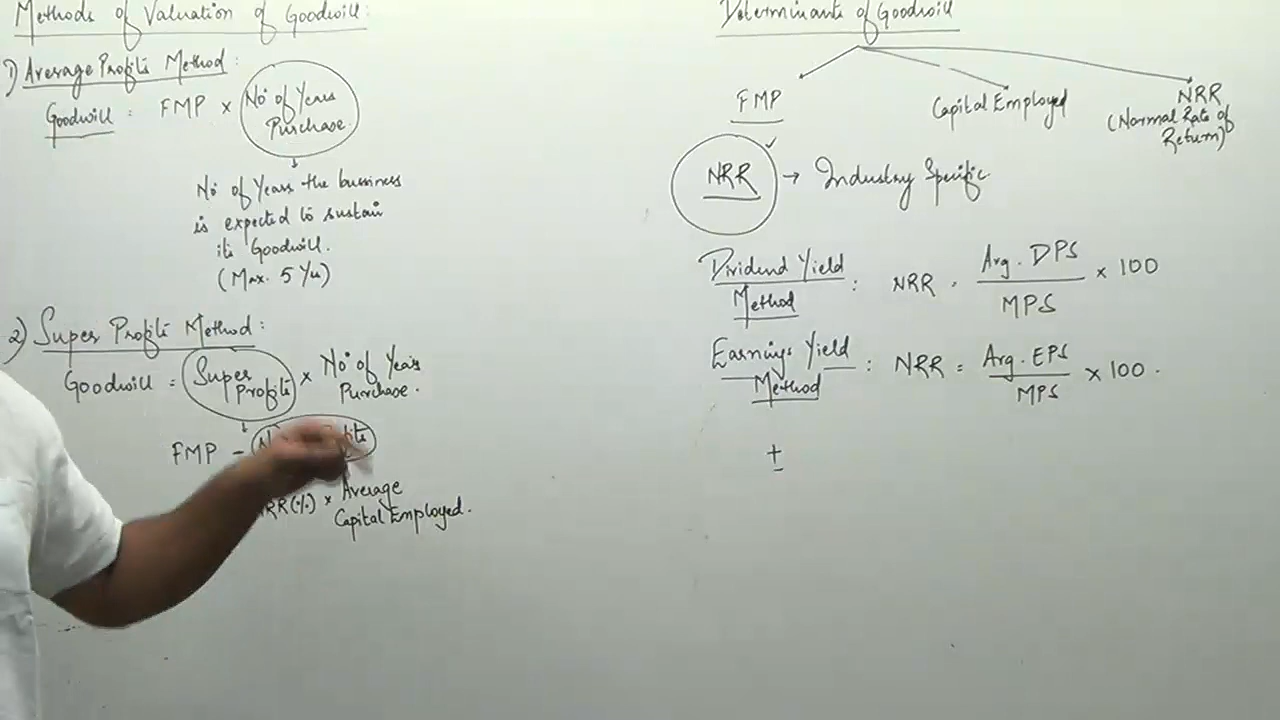 Methods of Valuation of Goodwill:
1) Average Profits Method:
Goodwill: FMP × No of Years
Purchase
No of Years the bussiness
is expected to sustain
its Goodwill.
(Max. 5 Yrs)
2) Super Profits Method:
Goodwill = Super
Profits × No of Years
Purchase.
FMP -
NRR(%) × Average
Capital Employed.
Determinants of Goodwill
FMP
Capital Employed
NRR
(Normal Rate of
Return)
NRR → Industry Specific
Dividend Yield
Method : NRR = Avg. DPS
MPS × 100
Earnings Yield
Method : NRR = Avg. EPS
MPS × 100.
+